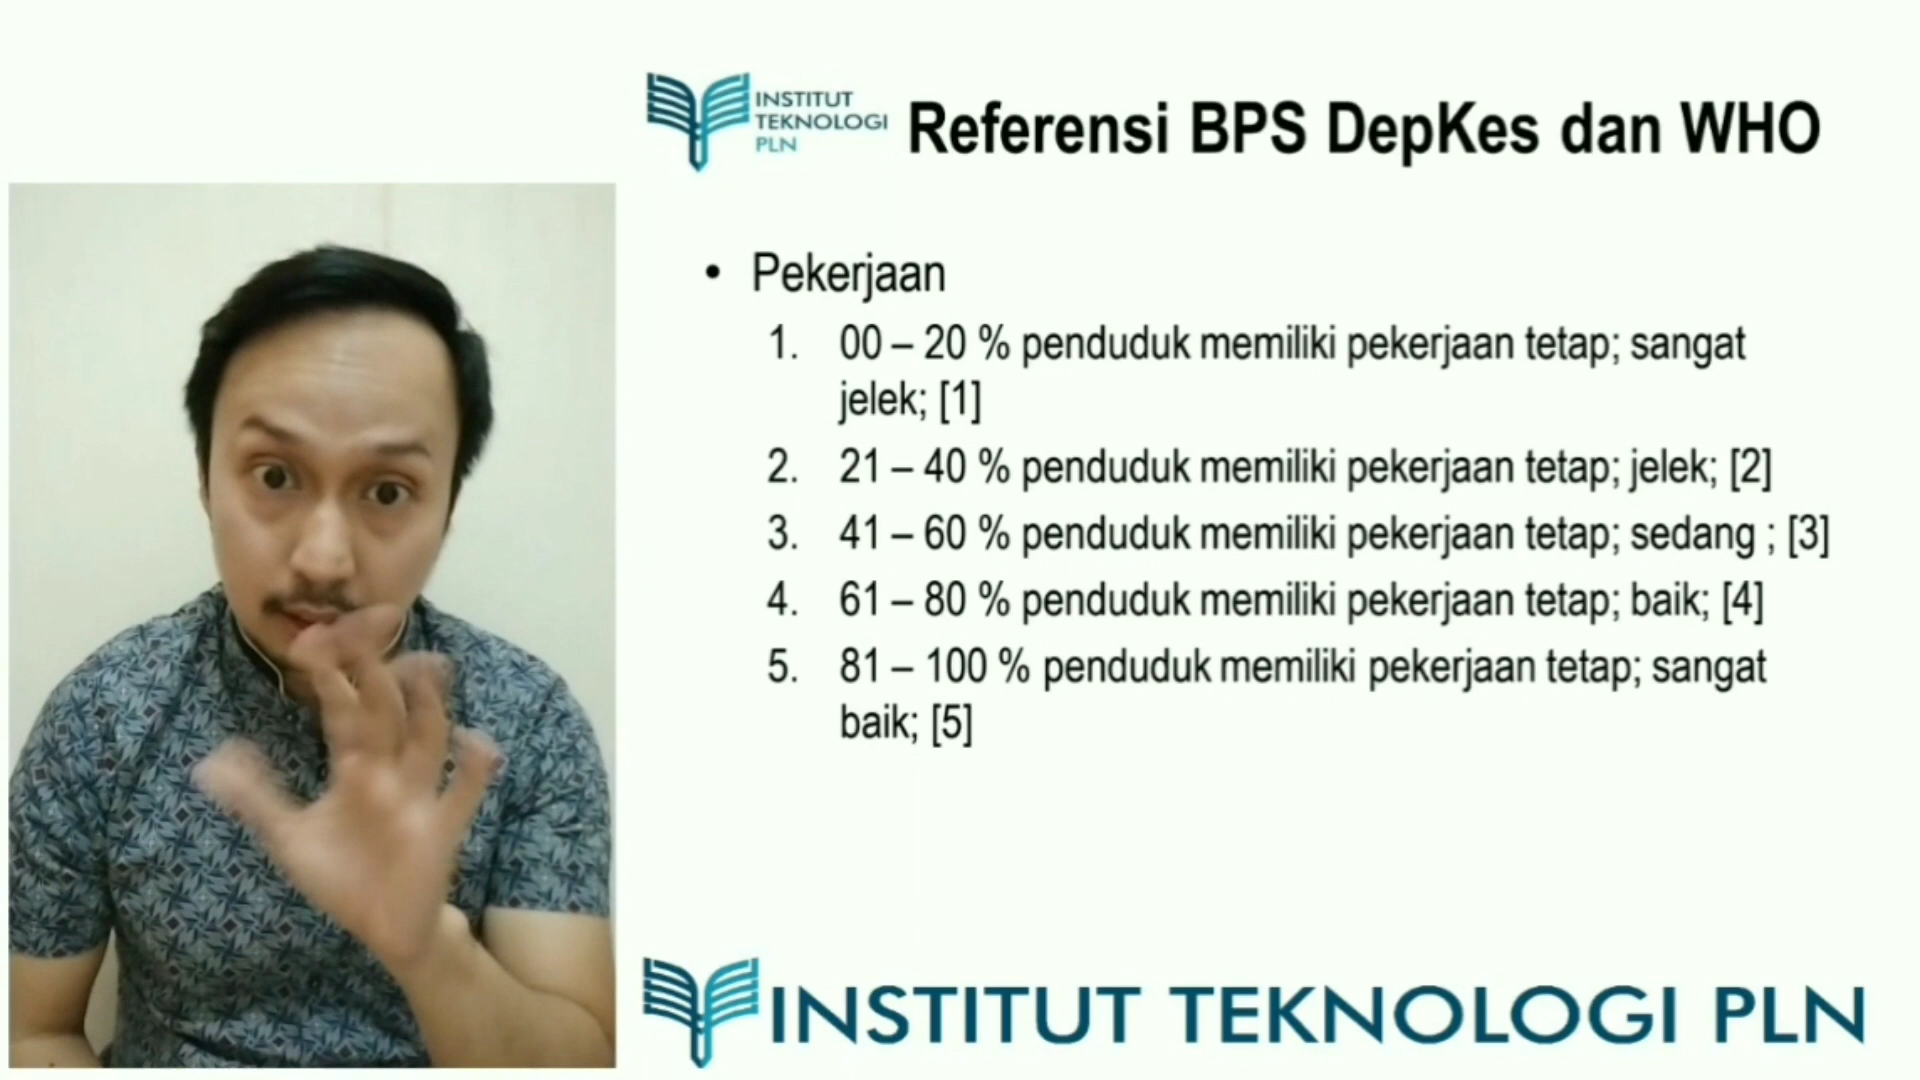 INSTITUT
TEKNOLOGI
PLN
Referensi BPS DepKes dan WHO
• Pekerjaan
1. 00 – 20 % penduduk memiliki pekerjaan tetap; sangat
jelek; [1]
2. 21 – 40 % penduduk memiliki pekerjaan tetap; jelek; [2]
3. 41 – 60 % penduduk memiliki pekerjaan tetap; sedang ; [3]
4. 61 – 80 % penduduk memiliki pekerjaan tetap; baik; [4]
5. 81 – 100 % penduduk memiliki pekerjaan tetap; sangat
baik; [5]
INSTITUT TEKNOLOGI PLN